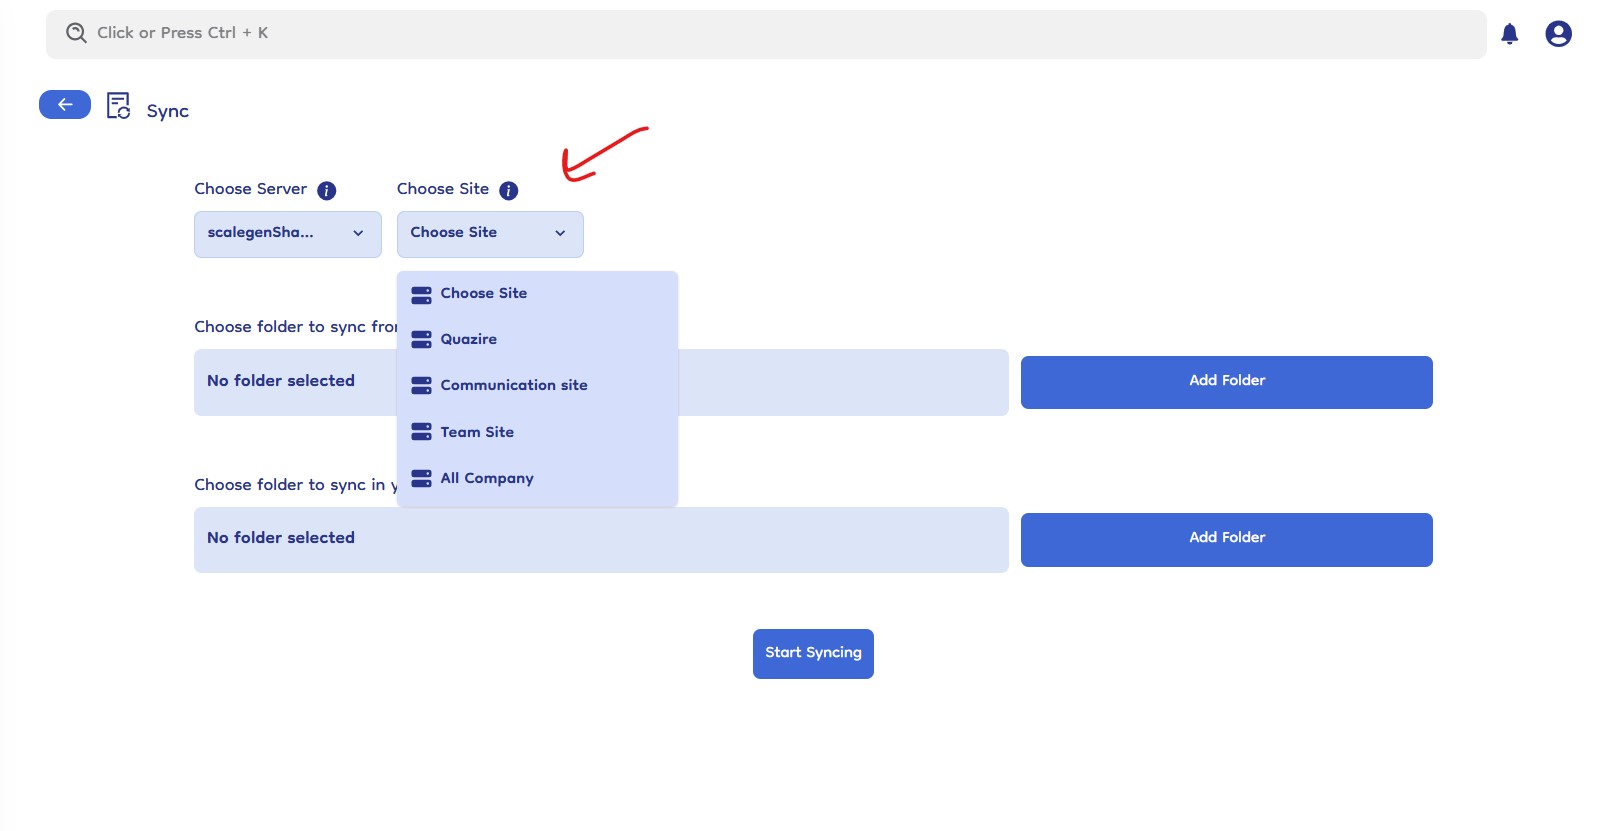 Click or Press Ctrl + K
Sync
Choose Server
Choose Site
scalegenSha...
Choose Site
Choose Site
Quazire
Communication site
Team Site
All Company
Choose folder to sync
No folder selected
Add Folder
Choose folder to sync in
No folder selected
Add Folder
Start Syncing